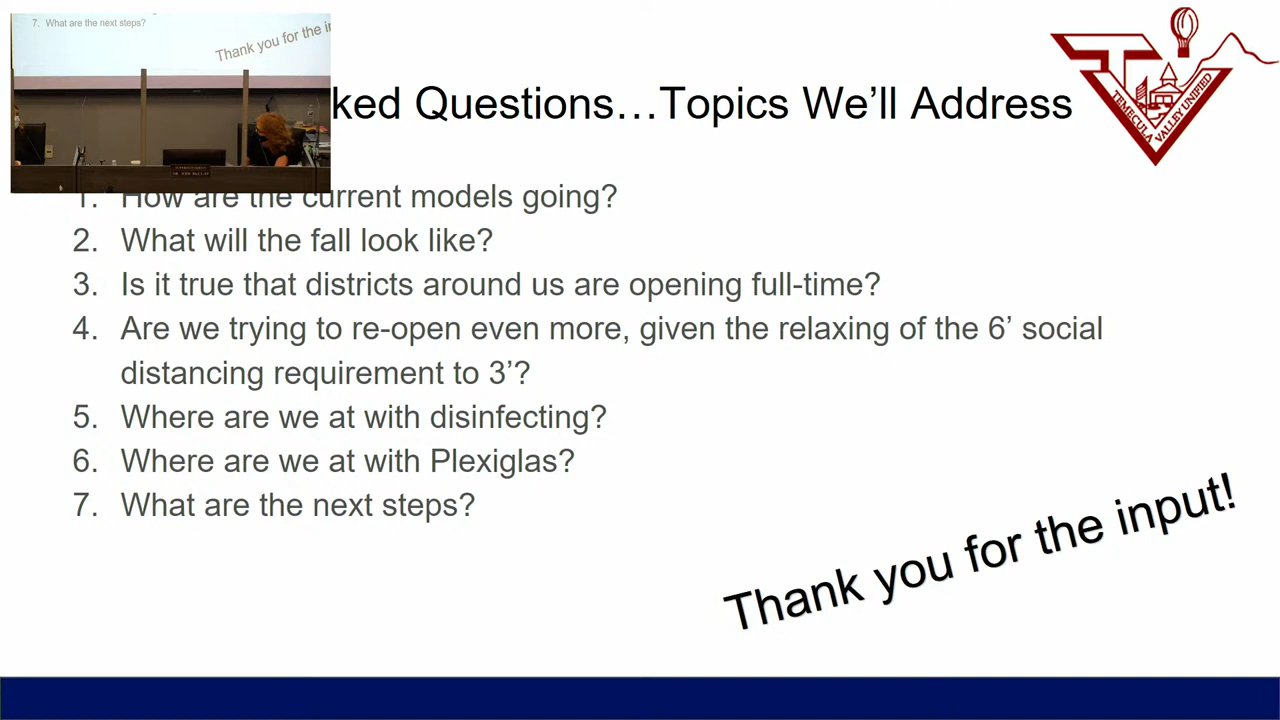 7. What are the next steps?
Thank you for the
SUPERINTENDENT
ked Questions…Topics We'll Address
TEMECULA VALLEY UNIFIED
1. How are the current models going?
2. What will the fall look like?
3. Is it true that districts around us are opening full-time?
4. Are we trying to re-open even more, given the relaxing of the 6' social
distancing requirement to 3'?
5. Where are we at with disinfecting?
6. Where are we at with Plexiglas?
7. What are the next steps?
Thank you for the input!